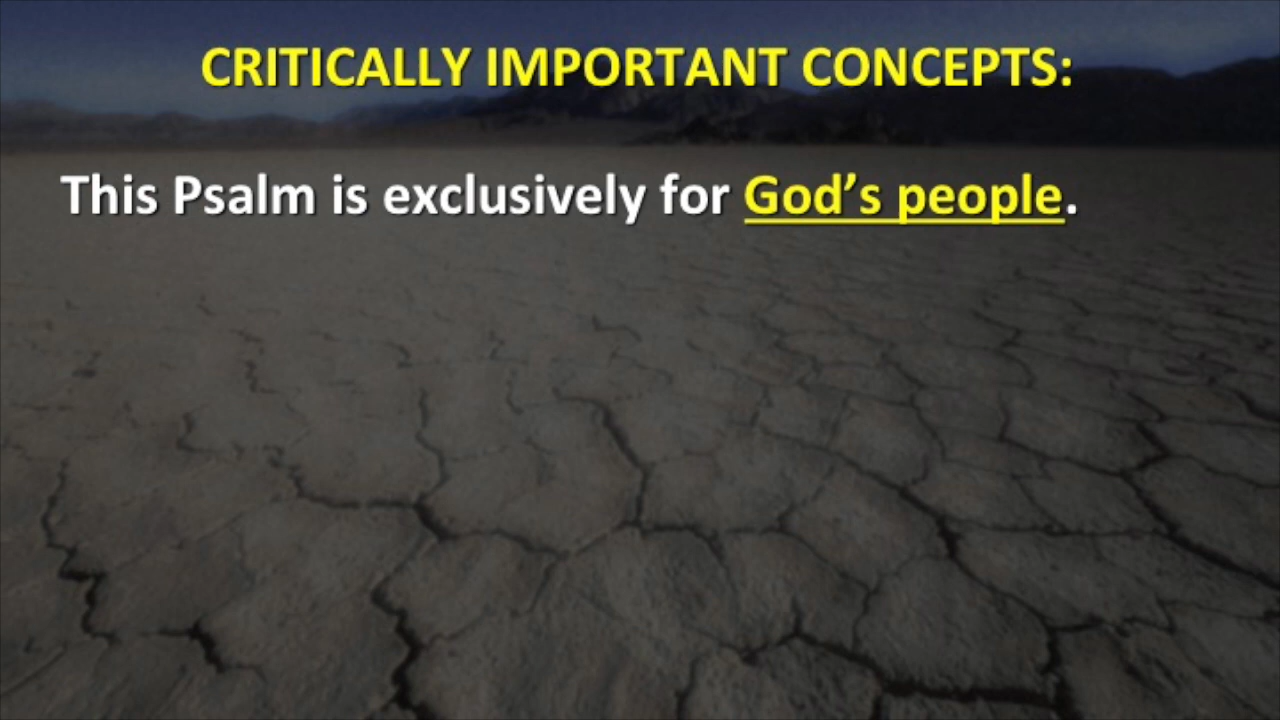 CRITICALLY IMPORTANT CONCEPTS:
This Psalm is exclusively for God’s people.